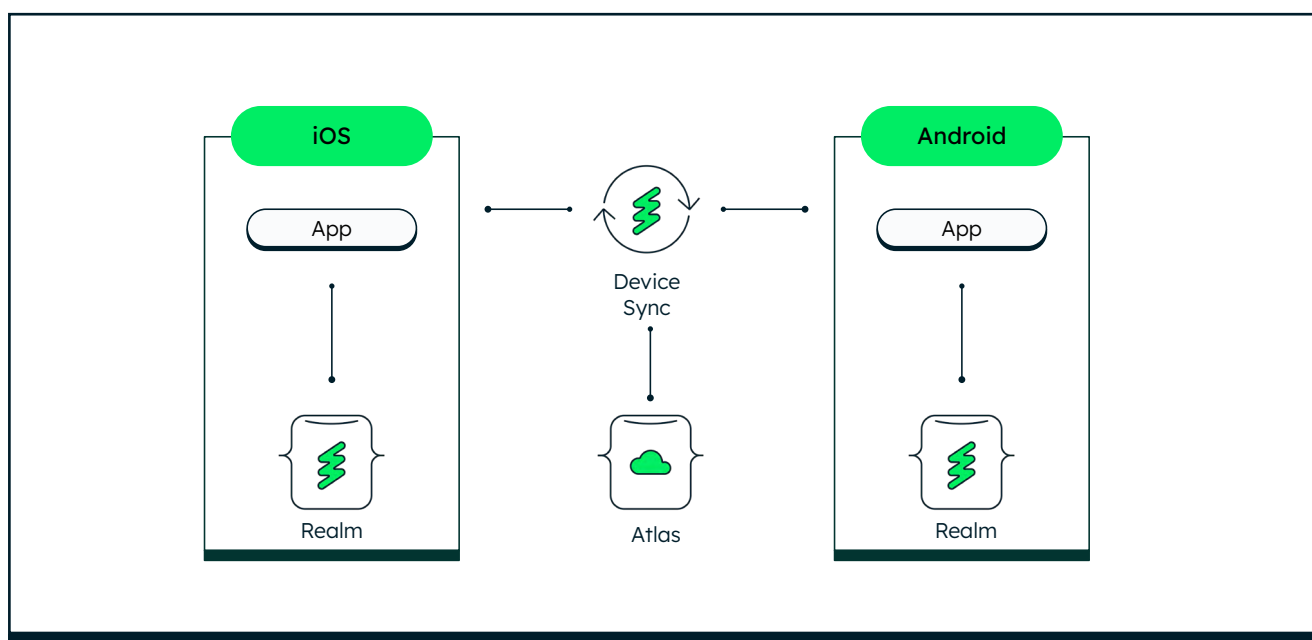 iOS
App
Realm
Device
Sync
Atlas
Android
App
Realm